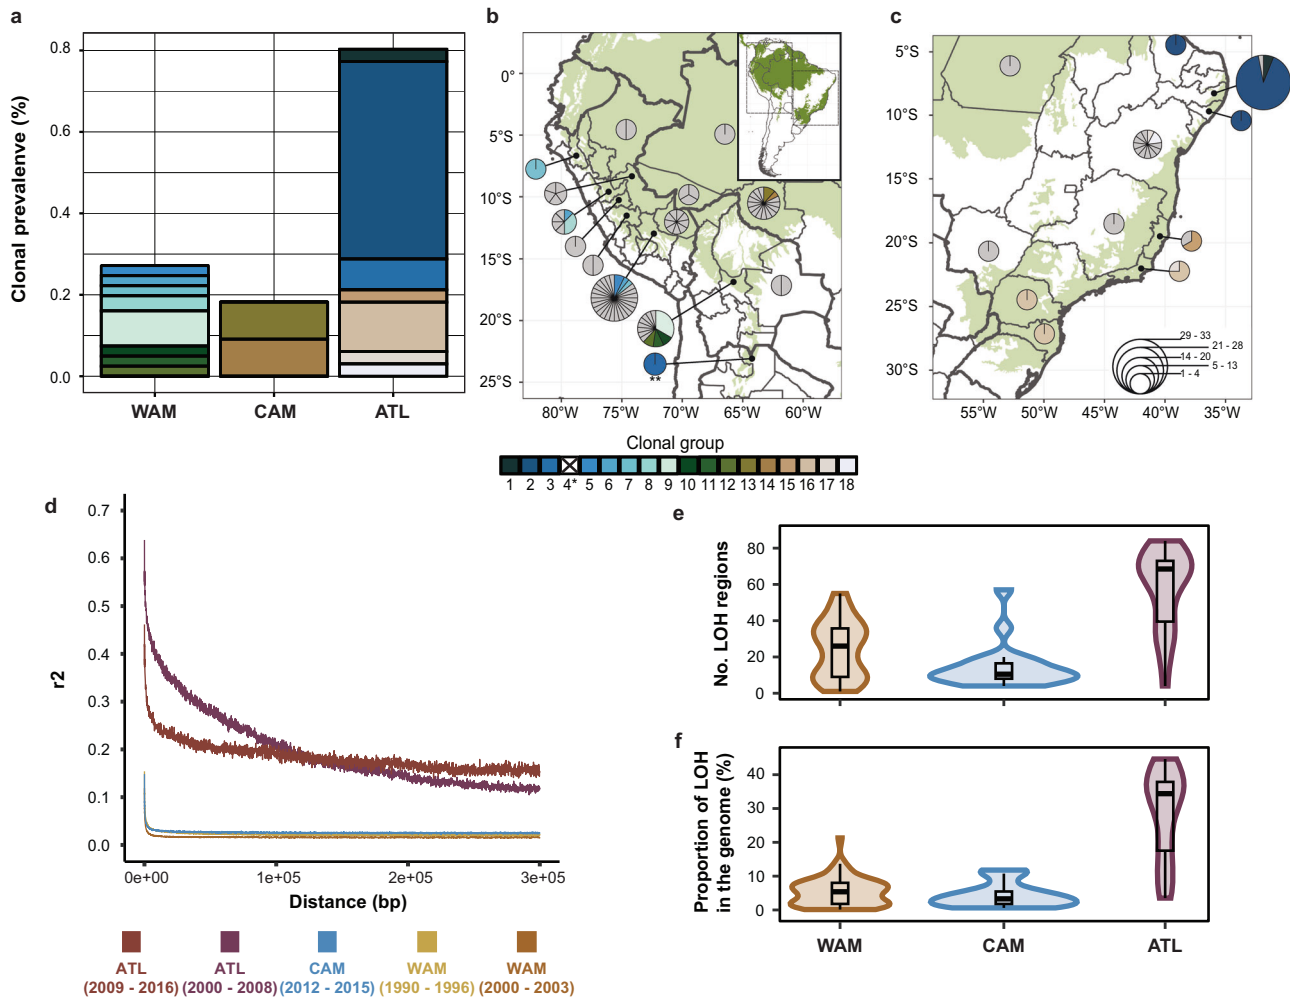 a
Clonal prevalenve (%)
0.8
0.6
0.4
0.2
0.0
WAM CAM ATL
b
0°
5°S
10°S
15°S
20°S
25°S
**
80°W 75°W 70°W 65°W 60°W
c
5°S
10°S
15°S
20°S
25°S
30°S
29 - 33
21 - 28
14 - 20
5 - 13
1 - 4
55°W 50°W 45°W 40°W 35°W
Clonal group
1 2 3 4* 5 6 7 8 9 10 11 12 13 14 15 16 17 18
d
r2
0.7
0.6
0.5
0.4
0.3
0.2
0.1
0.0
0e+00 1e+05 2e+05 3e+05
Distance (bp)
ATL ATL CAM WAM WAM
(2009 - 2016) (2000 - 2008) (2012 - 2015) (1990 - 1996) (2000 - 2003)
e
No. LOH regions
80
60
40
20
0
f
Proportion of LOH
in the genome (%)
40
30
20
10
0
WAM CAM ATL